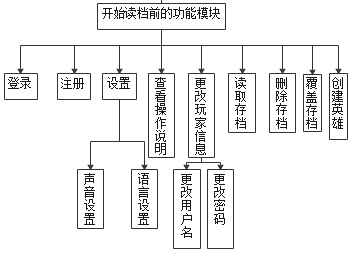 开始读档前的功能模块
登录
注册
设置
查看操作说明
更改玩家信息
读取存档
删除存档
覆盖存档
创建英雄
声音设置
语言设置
更改用户名
更改密码